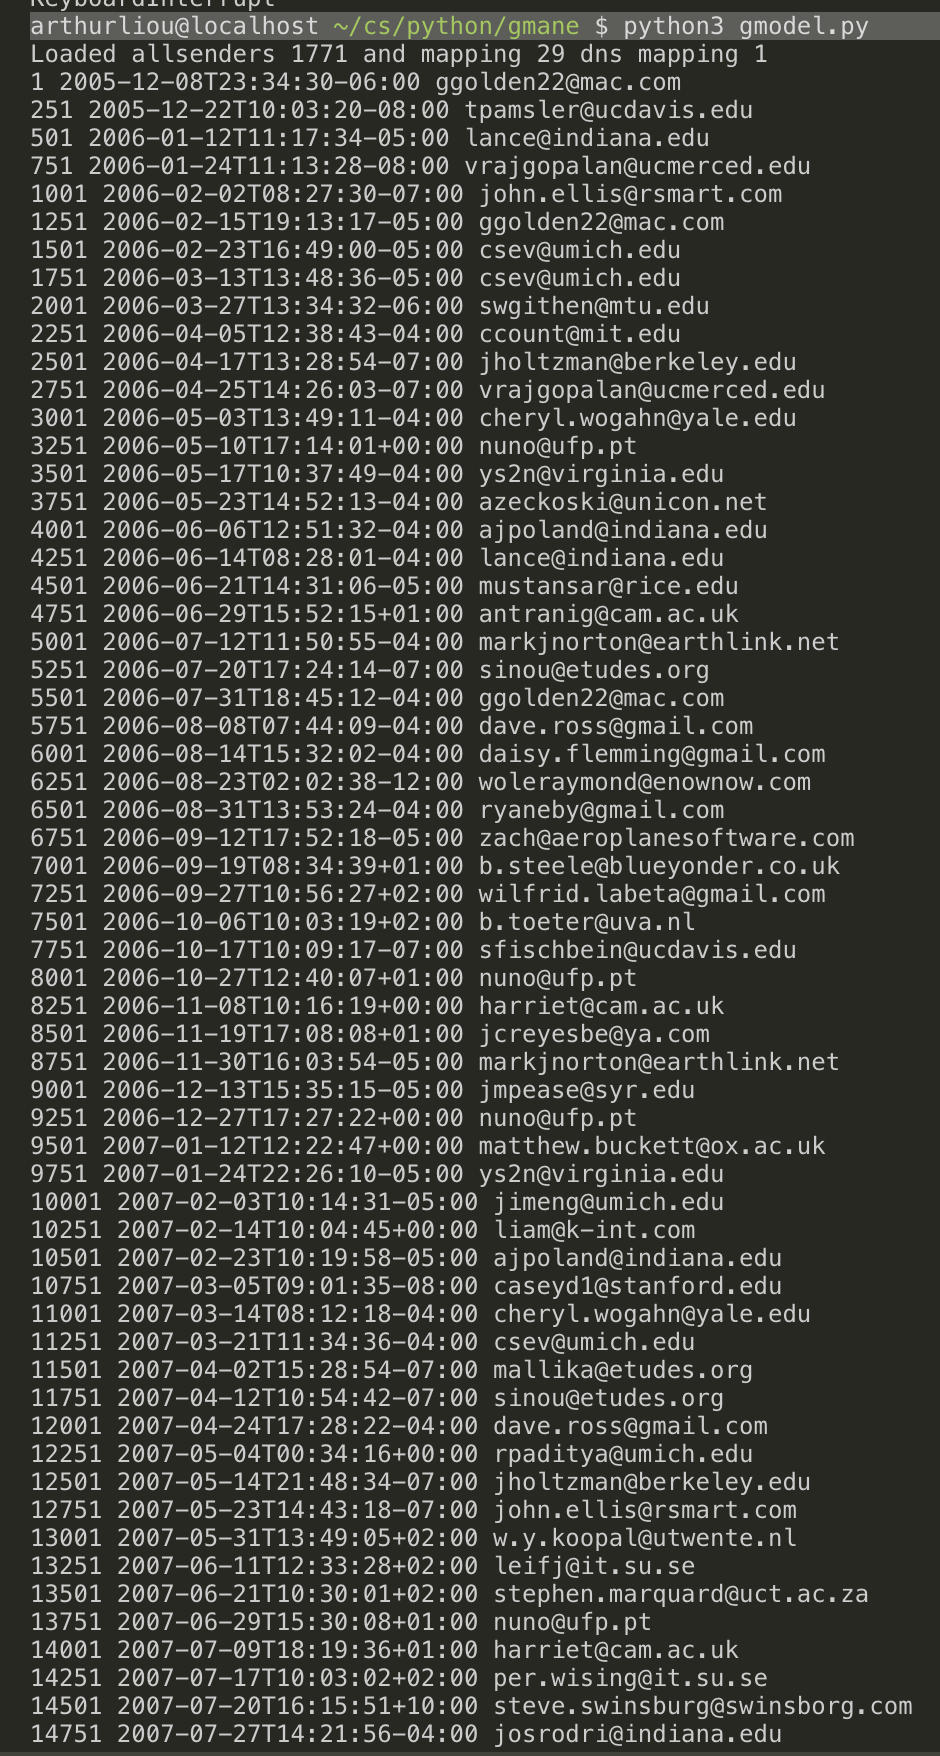 KeyboardInterrupt
arthurliou@localhost ~/cs/python/gmane $ python3 gmodel.py
Loaded allsenders 1771 and mapping 29 dns mapping 1
1 2005-12-08T23:34:30-06:00 ggolden22@mac.com
251 2005-12-22T10:03:20-08:00 tpamsler@ucdavis.edu
501 2006-01-12T11:17:34-05:00 lance@indiana.edu
751 2006-01-24T11:13:28-08:00 vrajgopalan@ucmerced.edu
1001 2006-02-02T08:27:30-07:00 john.ellis@rsmart.com
1251 2006-02-15T19:13:17-05:00 ggolden22@mac.com
1501 2006-02-23T16:49:00-05:00 csev@umich.edu
1751 2006-03-13T13:48:36-05:00 csev@umich.edu
2001 2006-03-27T13:34:32-06:00 swgithen@mtu.edu
2251 2006-04-05T12:38:43-04:00 ccount@mit.edu
2501 2006-04-17T13:28:54-07:00 jholtzman@berkeley.edu
2751 2006-04-25T14:26:03-07:00 vrajgopalan@ucmerced.edu
3001 2006-05-03T13:49:11-04:00 cheryl.wogahn@yale.edu
3251 2006-05-10T17:14:01+00:00 nuno@ufp.pt
3501 2006-05-17T10:37:49-04:00 ys2n@virginia.edu
3751 2006-05-23T14:52:13-04:00 azeckoski@unicon.net
4001 2006-06-06T12:51:32-04:00 ajpoland@indiana.edu
4251 2006-06-14T08:28:01-04:00 lance@indiana.edu
4501 2006-06-21T14:31:06-05:00 mustansar@rice.edu
4751 2006-06-29T15:52:15+01:00 antranig@cam.ac.uk
5001 2006-07-12T11:50:55-04:00 markjnorton@earthlink.net
5251 2006-07-20T17:24:14-07:00 sinou@etudes.org
5501 2006-07-31T18:45:12-04:00 ggolden22@mac.com
5751 2006-08-08T07:44:09-04:00 dave.ross@gmail.com
6001 2006-08-14T15:32:02-04:00 daisy.flemming@gmail.com
6251 2006-08-23T02:02:38-12:00 woleraymond@enownow.com
6501 2006-08-31T13:53:24-04:00 ryaneby@gmail.com
6751 2006-09-12T17:52:18-05:00 zach@aeroplanesoftware.com
7001 2006-09-19T08:34:39+01:00 b.steele@blueyonder.co.uk
7251 2006-09-27T10:56:27+02:00 wilfrid.labeta@gmail.com
7501 2006-10-06T10:03:19+02:00 b.toeter@uva.nl
7751 2006-10-17T10:09:17-07:00 sfischbein@ucdavis.edu
8001 2006-10-27T12:40:07+01:00 nuno@ufp.pt
8251 2006-11-08T10:16:19+00:00 harriet@cam.ac.uk
8501 2006-11-19T17:08:08+01:00 jcreyesbe@ya.com
8751 2006-11-30T16:03:54-05:00 markjnorton@earthlink.net
9001 2006-12-13T15:35:15-05:00 jmpease@syr.edu
9251 2006-12-27T17:27:22+00:00 nuno@ufp.pt
9501 2007-01-12T12:22:47+00:00 matthew.buckett@ox.ac.uk
9751 2007-01-24T22:26:10-05:00 ys2n@virginia.edu
10001 2007-02-03T10:14:31-05:00 jimeng@umich.edu
10251 2007-02-14T10:04:45+00:00 liam@k-int.com
10501 2007-02-23T10:19:58-05:00 ajpoland@indiana.edu
10751 2007-03-05T09:01:35-08:00 caseyd1@stanford.edu
11001 2007-03-14T08:12:18-04:00 cheryl.wogahn@yale.edu
11251 2007-03-21T11:34:36-04:00 csev@umich.edu
11501 2007-04-02T15:28:54-07:00 mallika@etudes.org
11751 2007-04-12T10:54:42-07:00 sinou@etudes.org
12001 2007-04-24T17:28:22-04:00 dave.ross@gmail.com
12251 2007-05-04T00:34:16+00:00 rpaditya@umich.edu
12501 2007-05-14T21:48:34-07:00 jholtzman@berkeley.edu
12751 2007-05-23T14:43:18-07:00 john.ellis@rsmart.com
13001 2007-05-31T13:49:05+02:00 w.y.koopal@utwente.nl
13251 2007-06-11T12:33:28+02:00 leifj@it.su.se
13501 2007-06-21T10:30:01+02:00 stephen.marquard@uct.ac.za
13751 2007-06-29T15:30:08+01:00 nuno@ufp.pt
14001 2007-07-09T18:19:36+01:00 harriet@cam.ac.uk
14251 2007-07-17T10:03:02+02:00 per.wising@it.su.se
14501 2007-07-20T16:15:51+10:00 steve.swinsburg@swinsborg.com
14751 2007-07-27T14:21:56-04:00 josrodri@indiana.edu